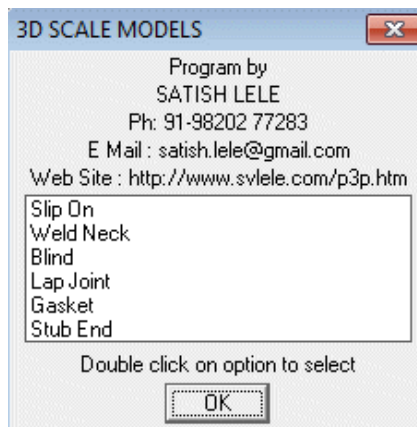 3D SCALE MODELS
Program by
SATISH LELE
Ph: 91-98202 77283
E Mail : satish.lele@gmail.com
Web Site : http://www.svlele.com/p3p.htm
Slip On
Weld Neck
Blind
Lap Joint
Gasket
Stub End
Double click on option to select
OK